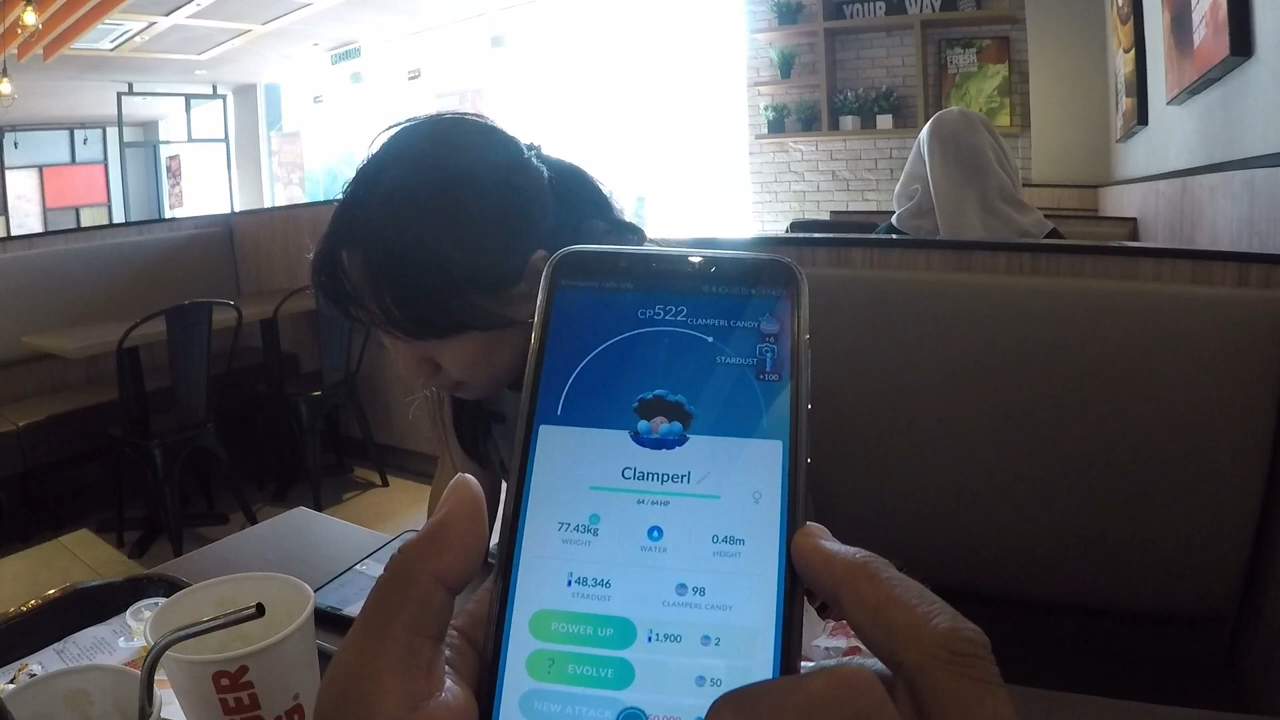 YOUR WAY
KELUAR
FRESH
CP522
CLAMPERL CANDY
+6
STARDUST
+100
Clamperl
64 / 64 HP
77.43kg
WEIGHT
WATER
0.48m
HEIGHT
48,346
STARDUST
98
CLAMPERL CANDY
POWER UP
1,900
2
? EVOLVE
50
NEW ATTACK